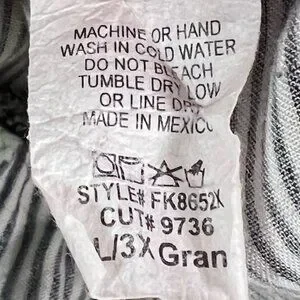 MACHINE OR HAND
WASH IN COLD WATER
DO NOT BLEACH
TUMBLE DRY LOW
OR LINE DRY
MADE IN MEXICO
STYLE# FK8652X
CUT# 9736
L/3X Gran